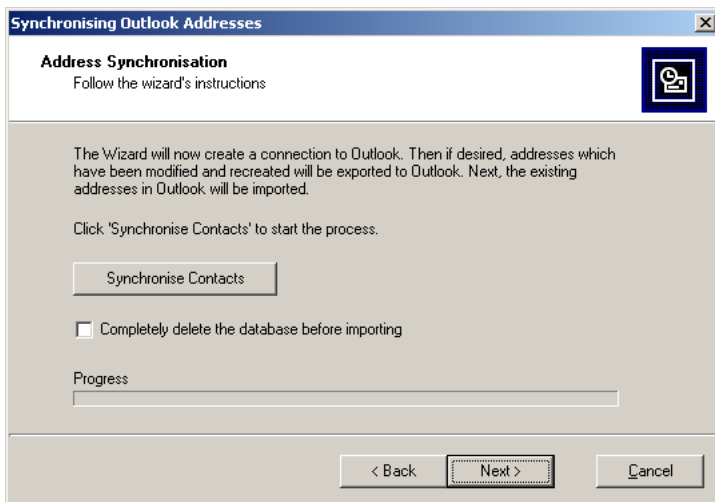 Synchronising Outlook Addresses
Address Synchronisation
Follow the wizard's instructions
The Wizard will now create a connection to Outlook. Then if desired, addresses which
have been modified and recreated will be exported to Outlook. Next, the existing
addresses in Outlook will be imported.
Click 'Synchronise Contacts' to start the process.
Synchronise Contacts
Completely delete the database before importing
Progress
< Back
Next >
Cancel